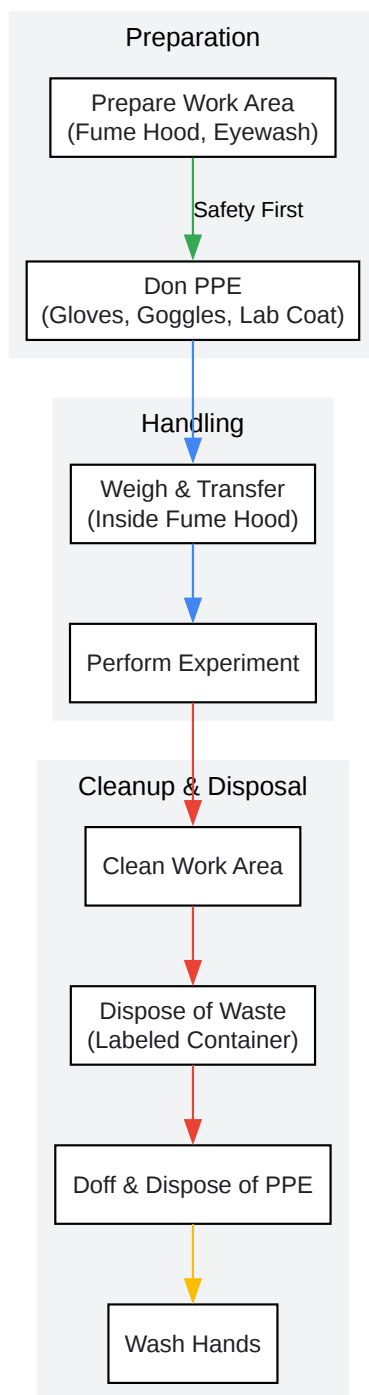 Preparation
Prepare Work Area
(Fume Hood, Eyewash)
Safety First
Don PPE
(Gloves, Goggles, Lab Coat)
Handling
Weigh & Transfer
(Inside Fume Hood)
Perform Experiment
Cleanup & Disposal
Clean Work Area
Dispose of Waste
(Labeled Container)
Doff & Dispose of PPE
Wash Hands